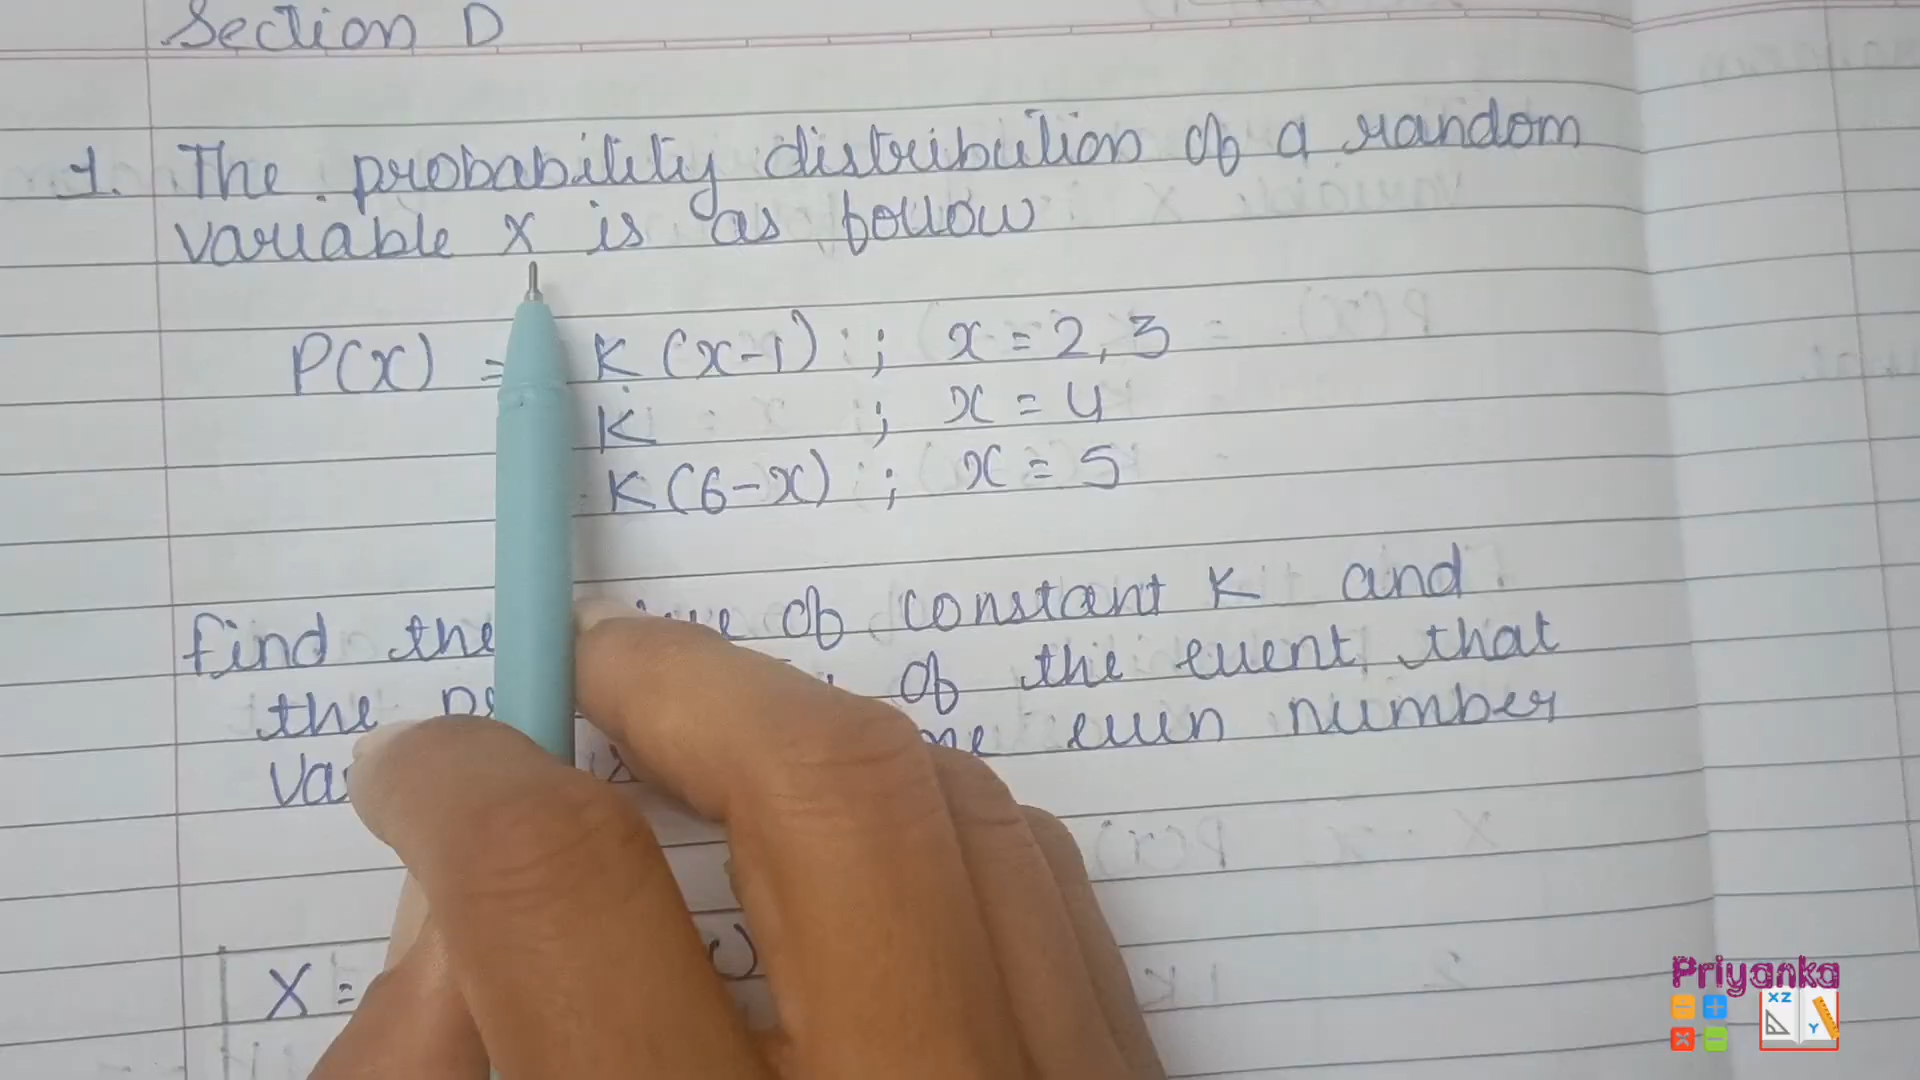 Section D
1. The probability distribution of a random
variable x is as follow
P(x) = K (x-1) ; x = 2, 3
K ; x = 4
K(6-x) ; x = 5
find the of constant K and
the of the event that
even number
X =
Priyanka
XZ
Y